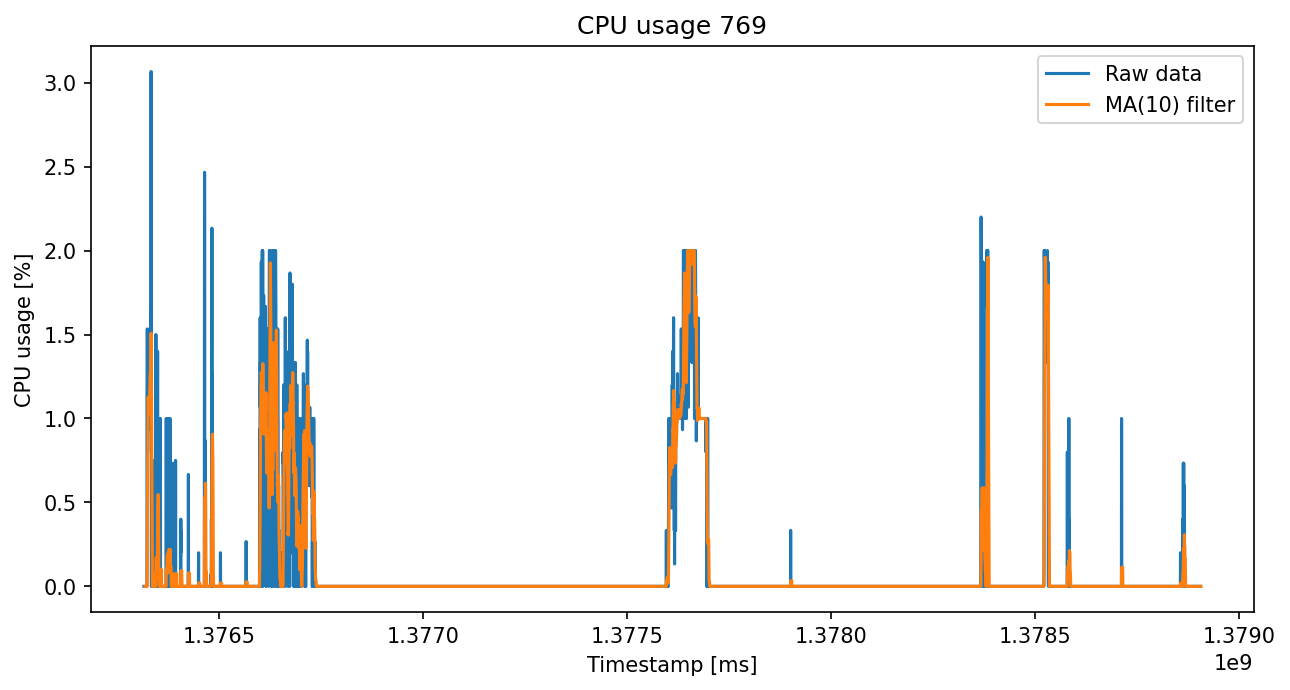 CPU usage 769
Raw data
MA(10) filter
CPU usage [%]
3.0
2.5
2.0
1.5
1.0
0.5
0.0
1.3765 1.3770 1.3775 1.3780 1.3785 1.3790
1e9
Timestamp [ms]